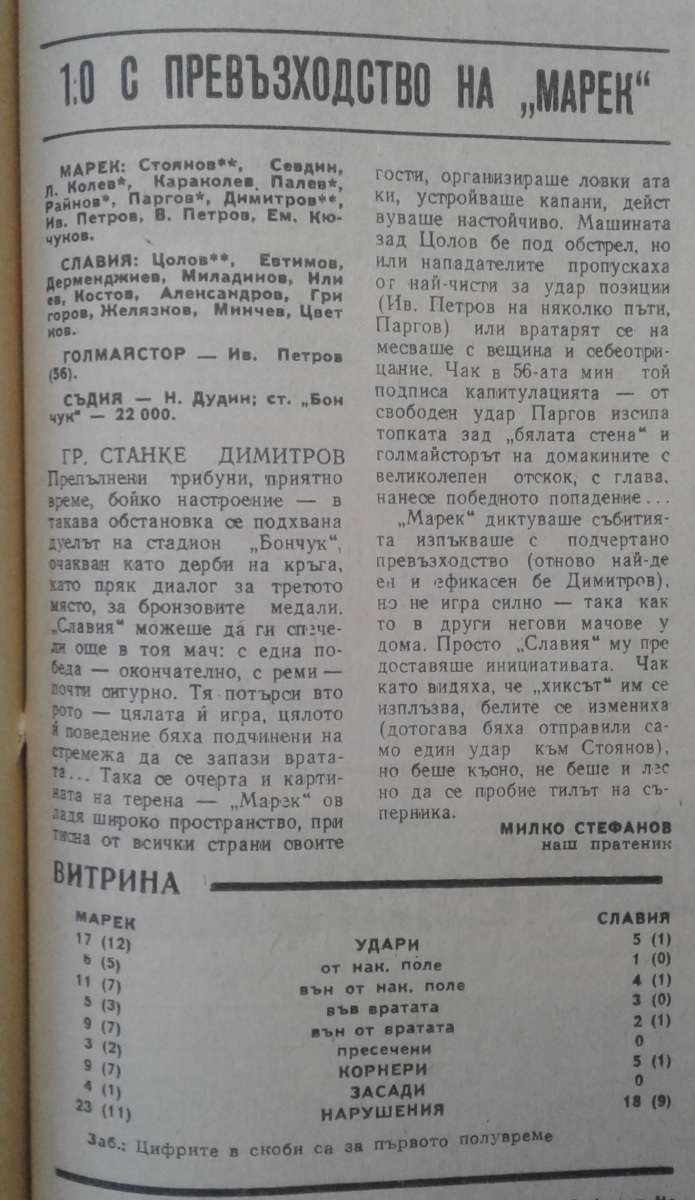 1:0 С ПРЕВЪЗХОДСТВО НА „МАРЕК“
МАРЕК: Стоянов**, Севдин,
Л. Колев*, Караколев, Палев*,
Райнов*, Паргов*, Димитров**,
Ив. Петров, В. Петров, Ем. Кю-
чуков.
СЛАВИЯ: Цолов**, Евтимов,
Дерменджиев, Миладинов, Или
ев, Костов, Александров, Гри
горов, Желязнов, Минчев, Цвет
ков.
ГОЛМАЙСТОР — Ив. Петров
(56).
СЪДИЯ — Н. Дудин; ст. „Бон
чук“ — 22 000.
ГР. СТАНКЕ ДИМИТРОВ
Препълнени трибуни, приятно
време, бойко настроение — в
такава обстановка се подхвана
дуелът на стадион „Бончук“,
очакван като дерби на кръга,
като пряк диалог за третото
място, за бронзовите медали.
„Славия“ можеше да ги спече-
ли още в тоя мач: с една по-
беда — окончателно, с реми —
почти сигурно. Тя потърси вто
рото — цялата ѝ игра, цялото
ѝ поведение бяха подчинени на
стремежа да се запази вратa-
та... Така се очерта и карти-
ната на терена — „Марек“ ов
ладя широко пространство, при
тисна от всички страни своите
гости, организираше ловки ата
ки, устройваше капани, дейст
вуваше настойчиво. Машината
зад Цолов бе под обстрел, но
или нападателите пропускаха
от най-чисти за удар позиции
(Ив. Петров на няколко пъти,
Паргов) или вратарят се на
месваше с вещина и себеотри-
цание. Чак в 56-ата мин той
подписа капитулацията — от
свободен удар Паргов изсипа
топката зад „бялата стена“ и
голмайсторът на домакините с
великолепен отскок, с глава,
нанесе победното попадение...
„Марек“ диктуваше събития-
та изпъкваше с подчертано
превъзходство (отново най-де
ен и ефикасен бе Димитров),
но не игра силно — така как
то в други негови мачове у
дома. Просто „Славия“ му пре
доставяше инициативата. Чак
като видяха, че „хиксът“ им се
изплъзва, белите се измениха
(дотогава бяха отправили са-
мо един удар към Стоянов),
но беше късно, не беше и лес
но да се пробие тилът на съ-
перника.
МИЛКО СТЕФАНОВ
наш пратеник
ВИТРИНА
МАРЕК СЛАВИЯ
17 (12) УДАРИ 5 (1)
6 (5) от нак. поле 1 (0)
11 (7) вън от нак. поле 4 (1)
5 (3) във вратата 3 (0)
9 (7) вън от вратата 2 (1)
3 (2) пресечени 0
9 (7) КОРНЕРИ 5 (1)
4 (1) ЗАСАДИ 0
23 (11) НАРУШЕНИЯ 18 (9)
Заб.: Цифрите в скоби са за първото полувреме